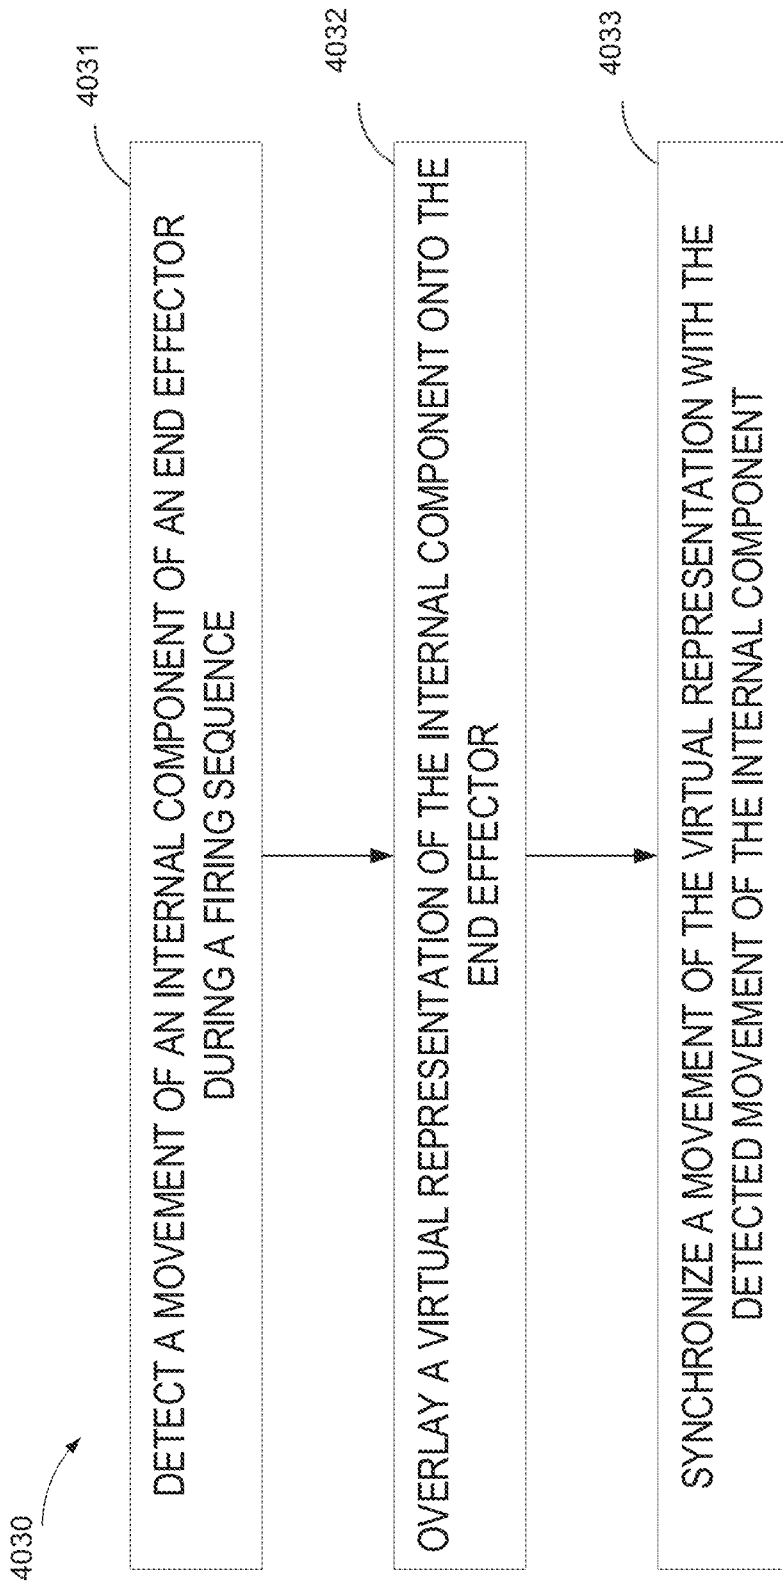 4030
4031
DETECT A MOVEMENT OF AN INTERNAL COMPONENT OF AN END EFFECTOR
DURING A FIRING SEQUENCE
4032
OVERLAY A VIRTUAL REPRESENTATION OF THE INTERNAL COMPONENT ONTO THE
END EFFECTOR
4033
SYNCHRONIZE A MOVEMENT OF THE VIRTUAL REPRESENTATION WITH THE
DETECTED MOVEMENT OF THE INTERNAL COMPONENT